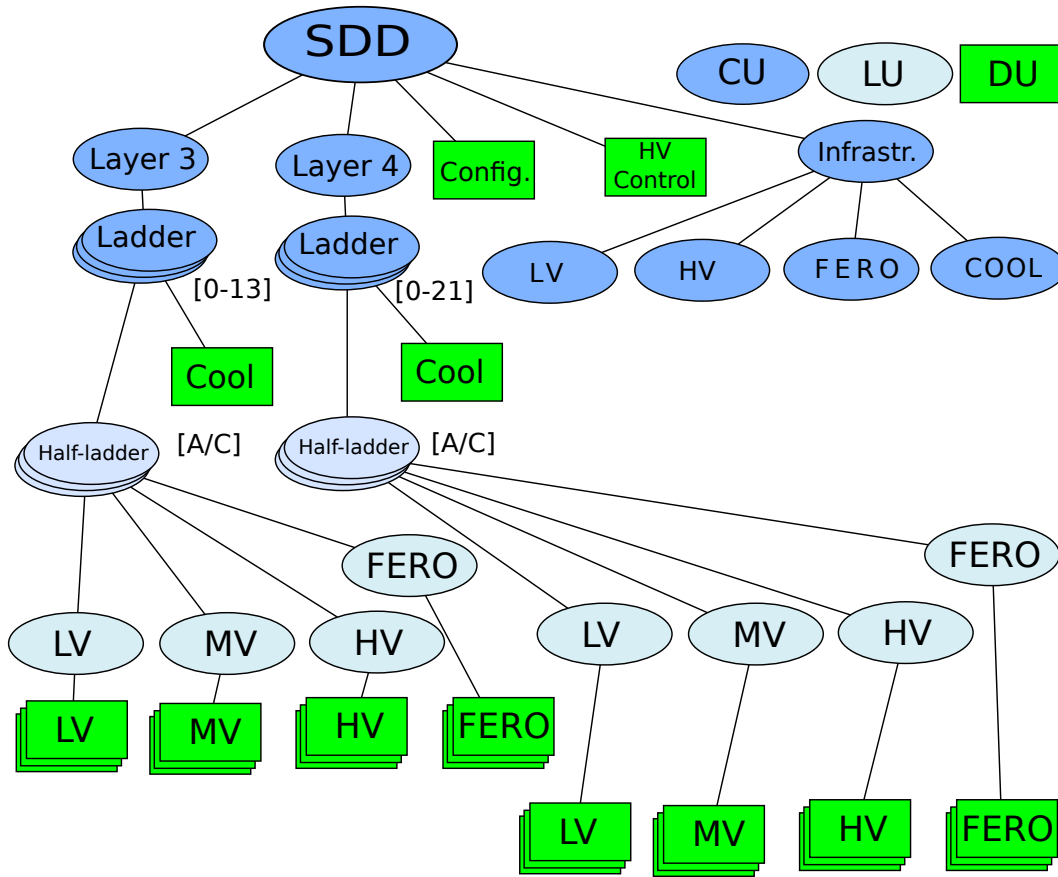 SDD
CU
LU
DU
Layer 3
Layer 4
Config.
HV
Control
Infrastr.
Ladder
Ladder
[0-13]
[0-21]
LV
HV
FERO
COOL
Cool
Cool
Half-ladder
[A/C]
Half-ladder
[A/C]
FERO
FERO
LV
MV
HV
LV
MV
HV
LV
MV
HV
FERO
LV
MV
HV
FERO